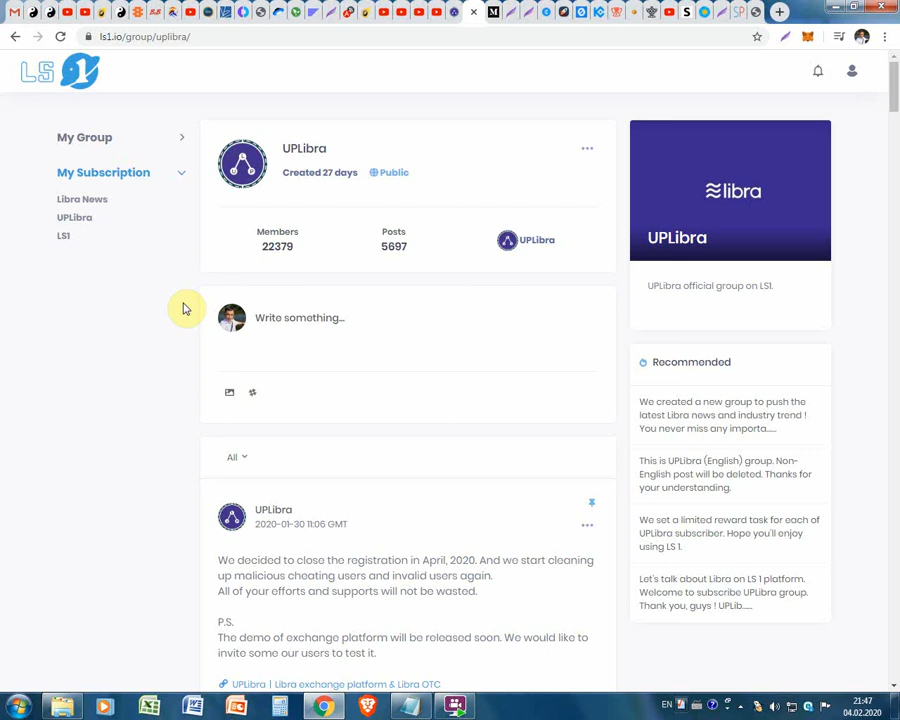 ls1.io/group/uplibra/
LS 1
My Group
My Subscription
Libra News
UPLibra
LS1
UPLibra
Created 27 days
Public
Members
22379
Posts
5697
UPLibra
Write something...
All
UPLibra
2020-01-30 11:06 GMT
We decided to close the registration in April, 2020. And we start cleaning
up malicious cheating users and invalid users again.
All of your efforts and supports will not be wasted.
P.S.
The demo of exchange platform will be released soon. We would like to
invite some our users to test it.
UPLibra | Libra exchange platform & Libra OTC
libra
UPLibra
UPLibra official group on LS1.
Recommended
We created a new group to push the
latest Libra news and industry trend !
You never miss any importa......
This is UPLibra (English) group. Non-
English post will be deleted. Thanks for
your understanding.
We set a limited reward task for each of
UPLibra subscriber. Hope you'll enjoy
using LS 1.
Let's talk about Libra on LS 1 platform.
Welcome to subscribe UPLibra group.
Thank you, guys ! UPLib......
EN
21:47
04.02.2020